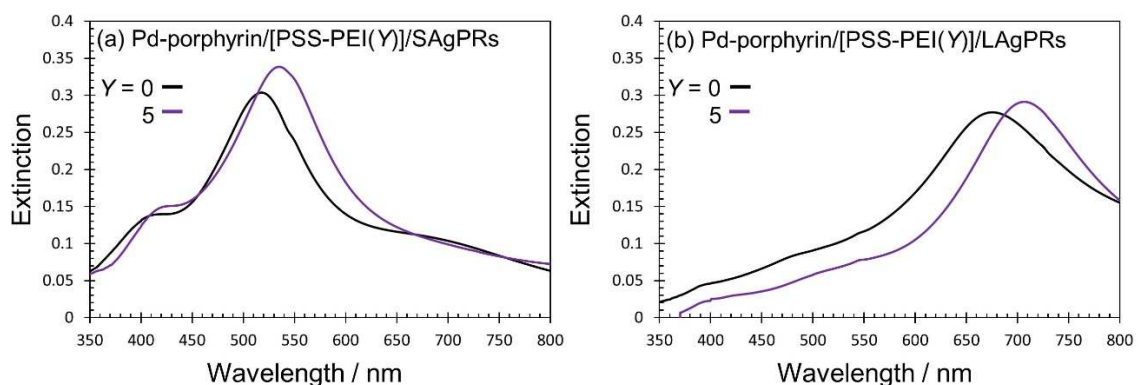 (a) Pd-porphyrin/[PSS-PEI(Y)]/SAgPRs
Y = 0
5
Extinction
0.4
0.35
0.3
0.25
0.2
0.15
0.1
0.05
0
350 400 450 500 550 600 650 700 750 800
Wavelength / nm
(b) Pd-porphyrin/[PSS-PEI(Y)]/LAgPRs
Y = 0
5
Extinction
0.4
0.35
0.3
0.25
0.2
0.15
0.1
0.05
0
350 400 450 500 550 600 650 700 750 800
Wavelength / nm